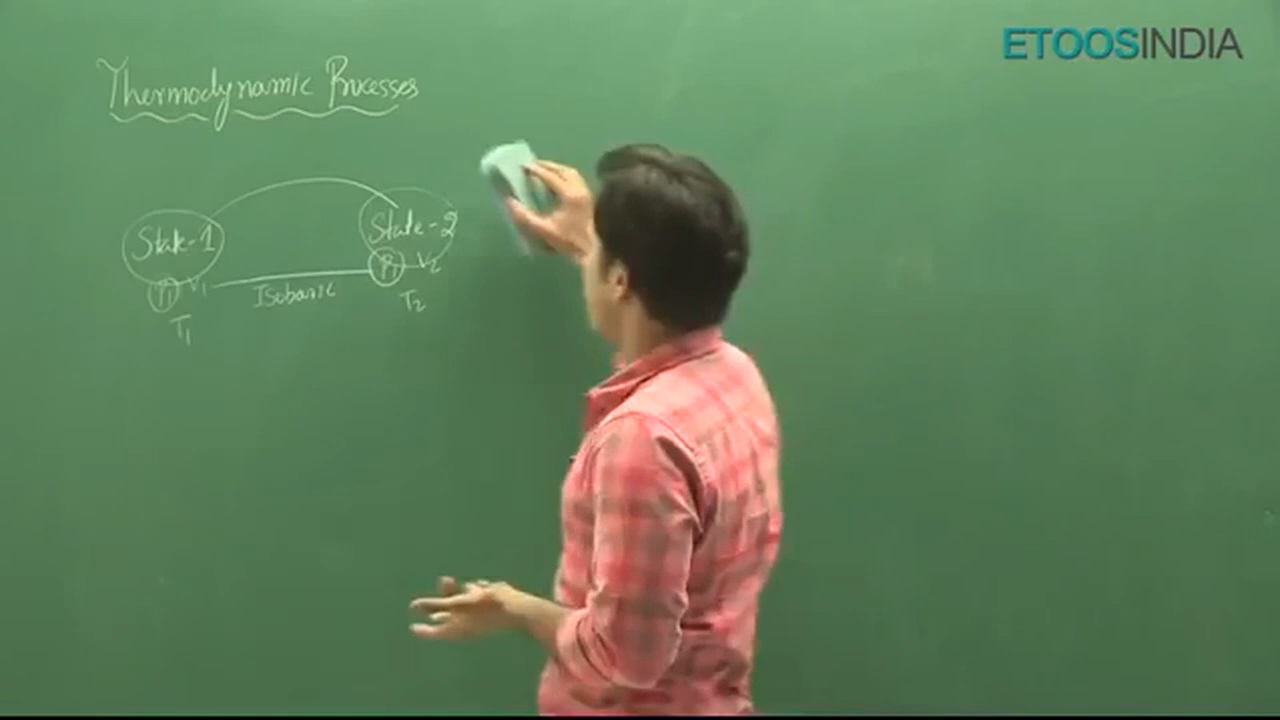 ETOOSINDIA
Thermodynamic Processes
State-1
State-2
P1 V1
P1 V2
Isobaric
T1
T2